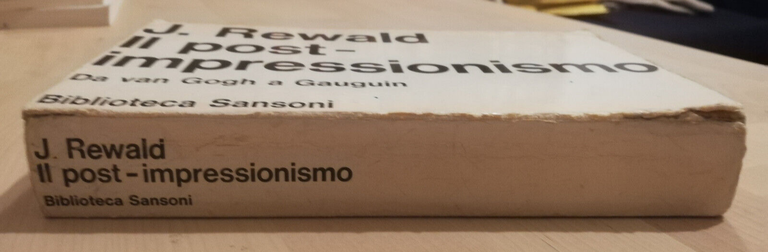 J. Rewald
Il post-
impressionismo
Da van Gogh a Gauguin
Biblioteca Sansoni
J. Rewald
Il post-impressionismo
Biblioteca Sansoni